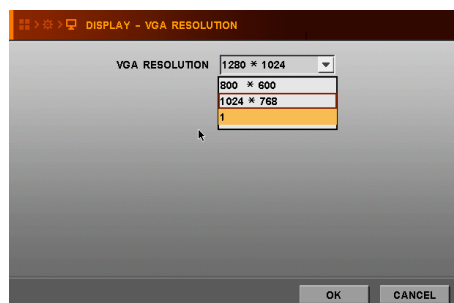 DISPLAY - VGA RESOLUTION
VGA RESOLUTION 1280 * 1024
800 * 600
1024 * 768
1
OK CANCEL